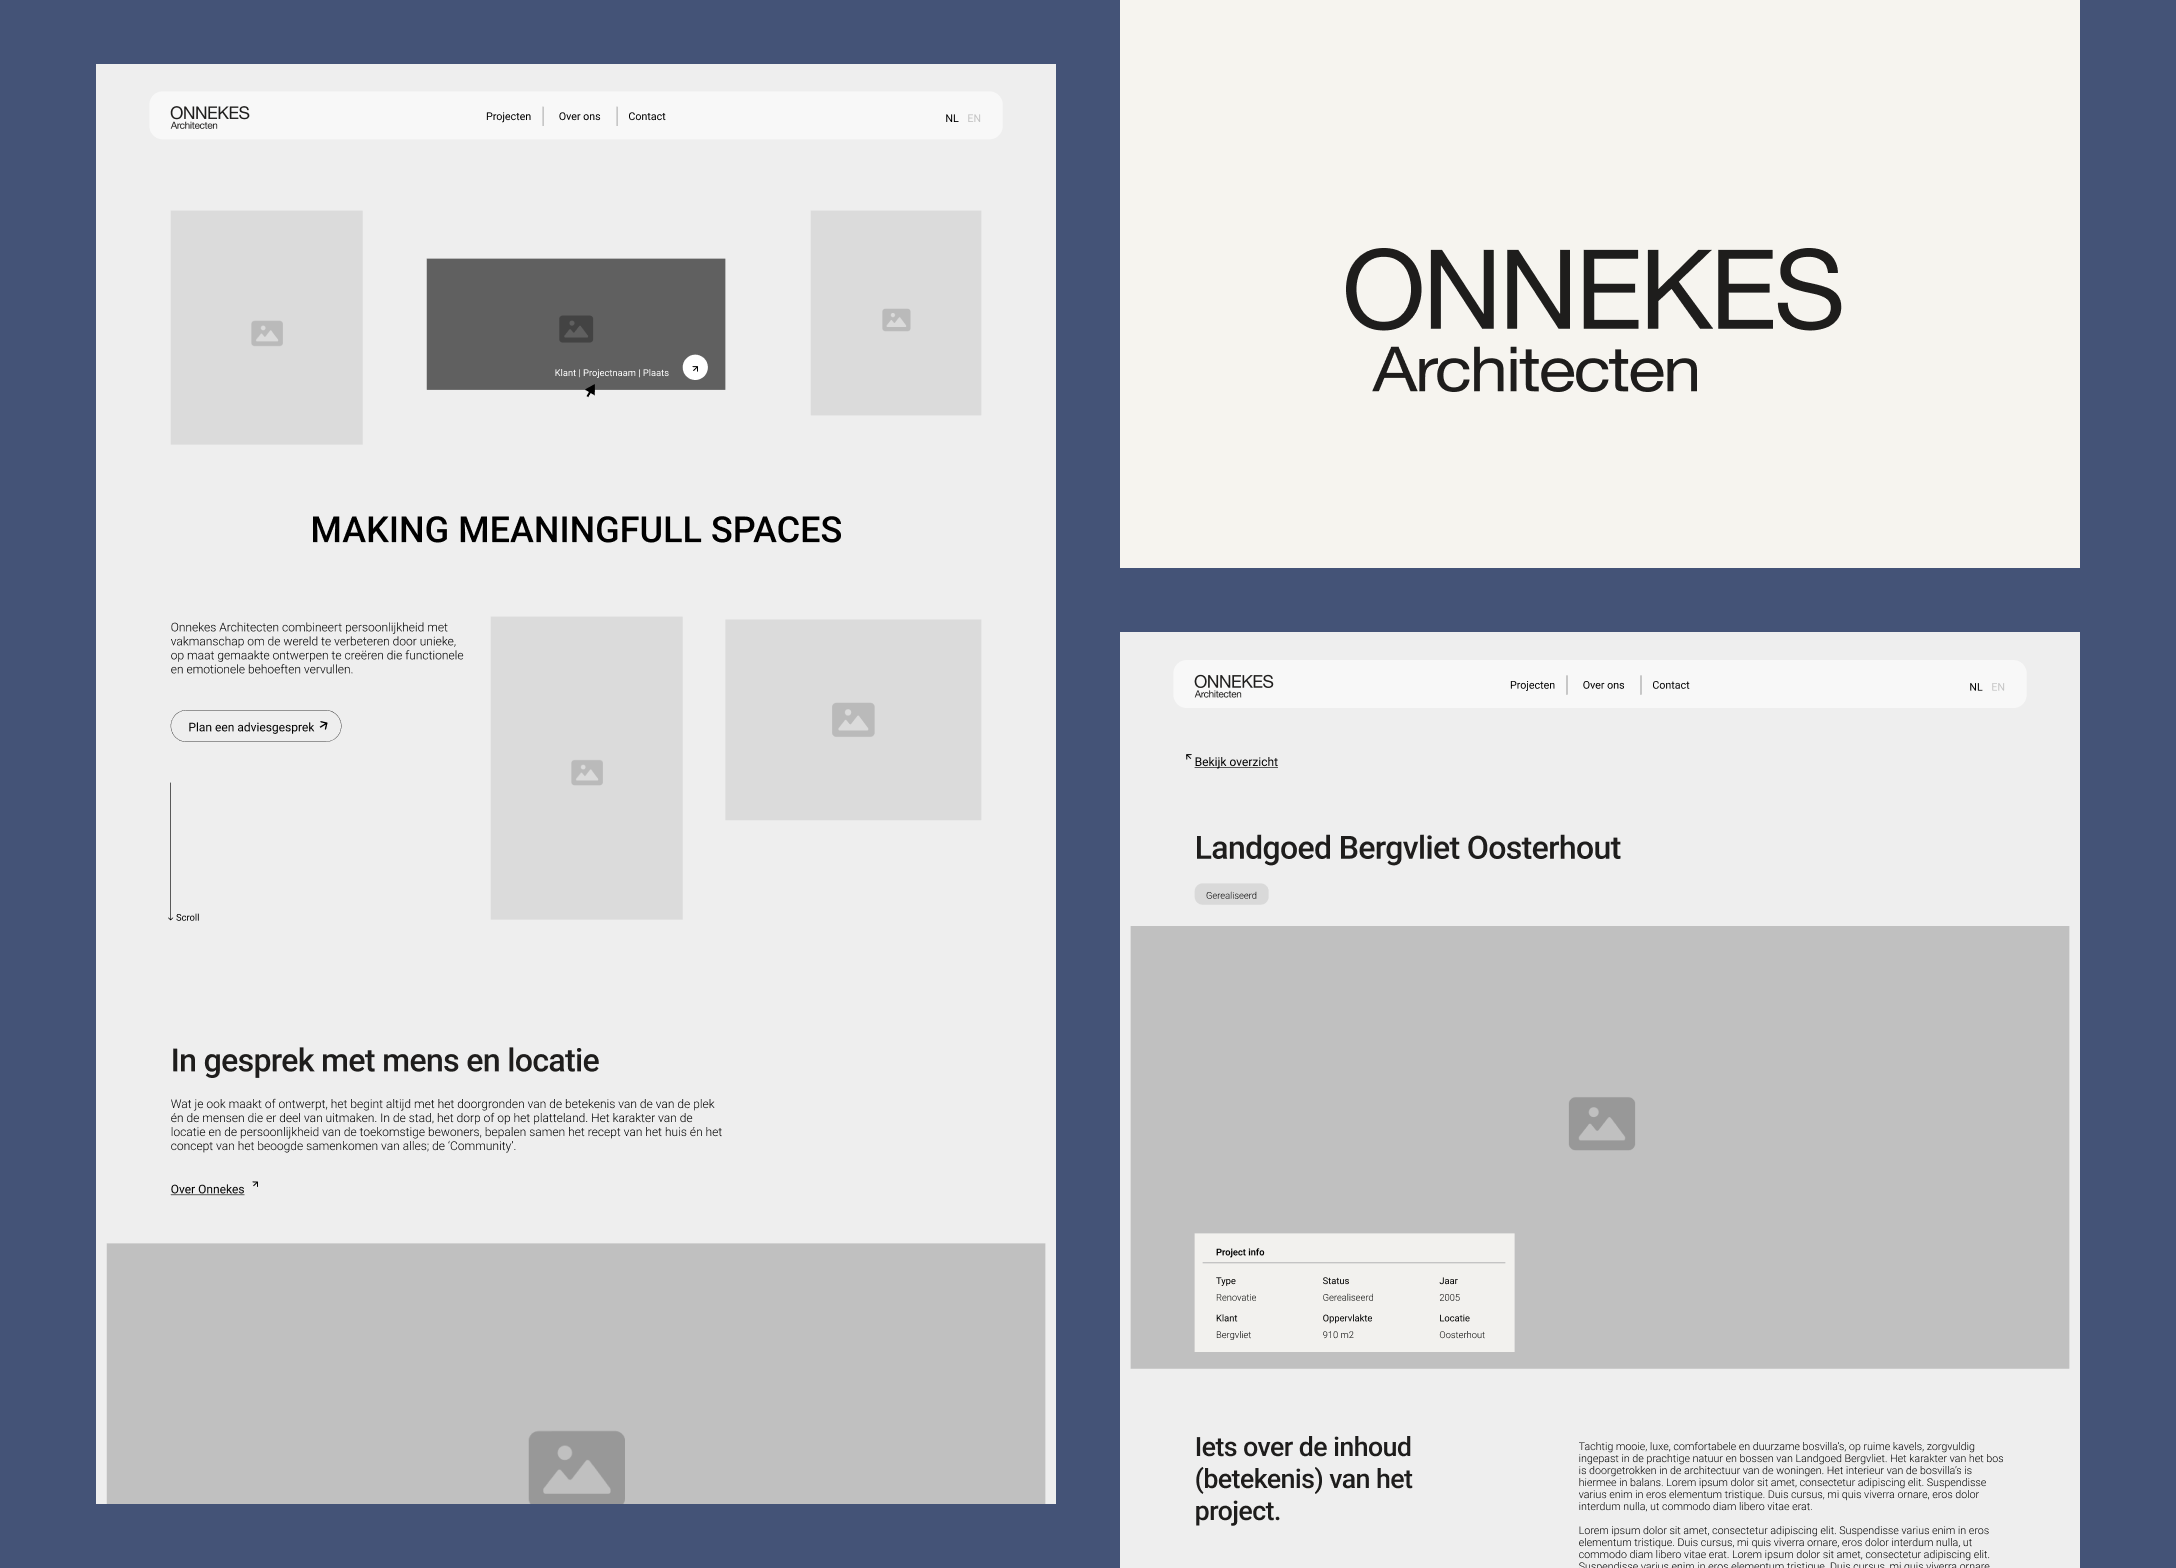 ONNEKES
Architecten
Projecten
Over ons
Contact
NL EN
Klant | Projectnaam | Plaats
MAKING MEANINGFULL SPACES
Onnekes Architecten combineert persoonlijkheid met
vakmanschap om de wereld te verbeteren door unieke,
op maat gemaakte ontwerpen te creëren die functionele
en emotionele behoeften vervullen.
Plan een adviesgesprek
Scroll
In gesprek met mens en locatie
Wat je ook maakt of ontwerpt, het begint altijd met het doorgronden van de betekenis van de van de plek
én de mensen die er deel van uitmaken. In de stad, het dorp of op het platteland. Het karakter van de
locatie en de persoonlijkheid van de toekomstige bewoners, bepalen samen het recept van het huis én het
concept van het beoogde samenkomen van alles; de ‘Community’.
Over Onnekes
ONNEKES
Architecten
ONNEKES
Architecten
Projecten
Over ons
Contact
NL EN
Bekijk overzicht
Landgoed Bergvliet Oosterhout
Gerealiseerd
Project info
Type Status Jaar
Renovatie Gerealiseerd 2005
Klant Oppervlakte Locatie
Bergvliet 910 m2 Oosterhout
Iets over de inhoud
(betekenis) van het
project.
Tachtig mooie, luxe, comfortabele en duurzame bosvilla’s, op ruime kavels, zorgvuldig
ingepast in de prachtige natuur en bossen van Landgoed Bergvliet. Het karakter van het bos
is doorgetrokken in de architectuur van de woningen. Het interieur van de bosvilla’s is
hiermee in balans. Lorem ipsum dolor sit amet, consectetur adipiscing elit. Suspendisse
varius enim in eros elementum tristique. Duis cursus, mi quis viverra ornare, eros dolor
interdum nulla, ut commodo diam libero vitae erat.
Lorem ipsum dolor sit amet, consectetur adipiscing elit. Suspendisse varius enim in eros
elementum tristique. Duis cursus, mi quis viverra ornare, eros dolor interdum nulla, ut
commodo diam libero vitae erat. Lorem ipsum dolor sit amet, consectetur adipiscing elit.
Suspendisse varius enim in eros elementum tristique. Duis cursus, mi quis viverra ornare,